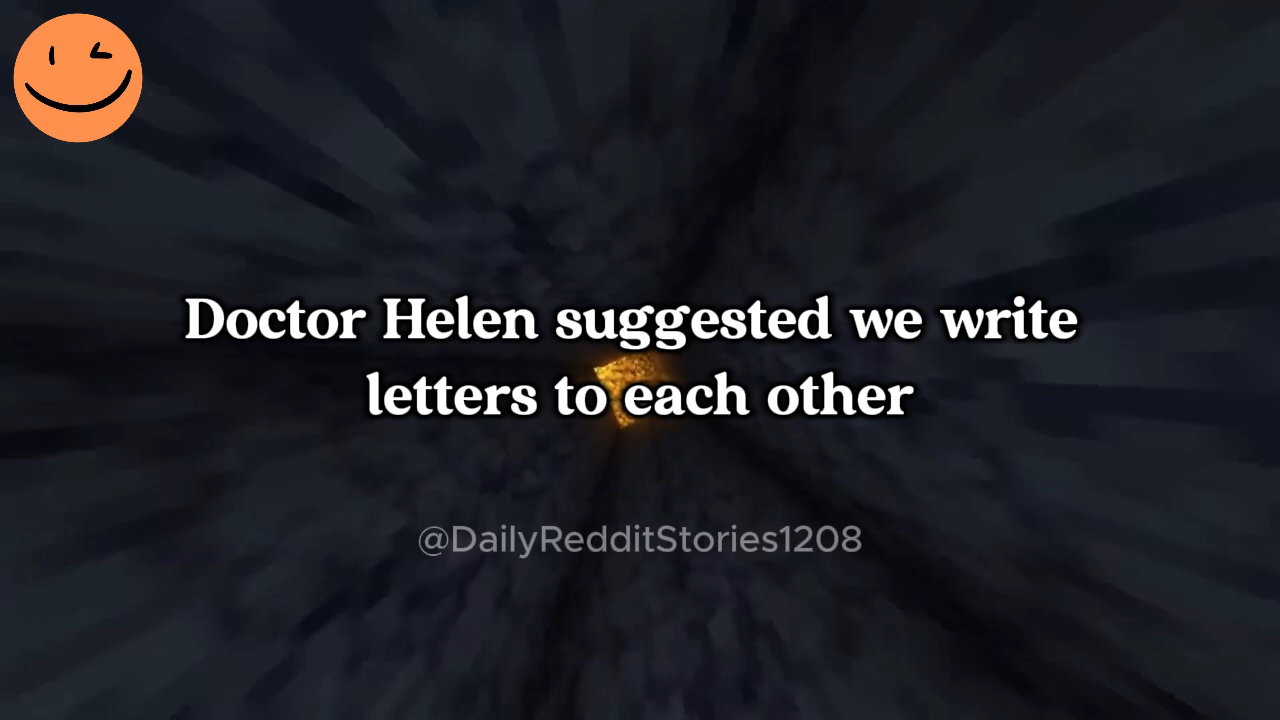 Doctor Helen suggested we write
letters to each other
@DailyRedditStories1208